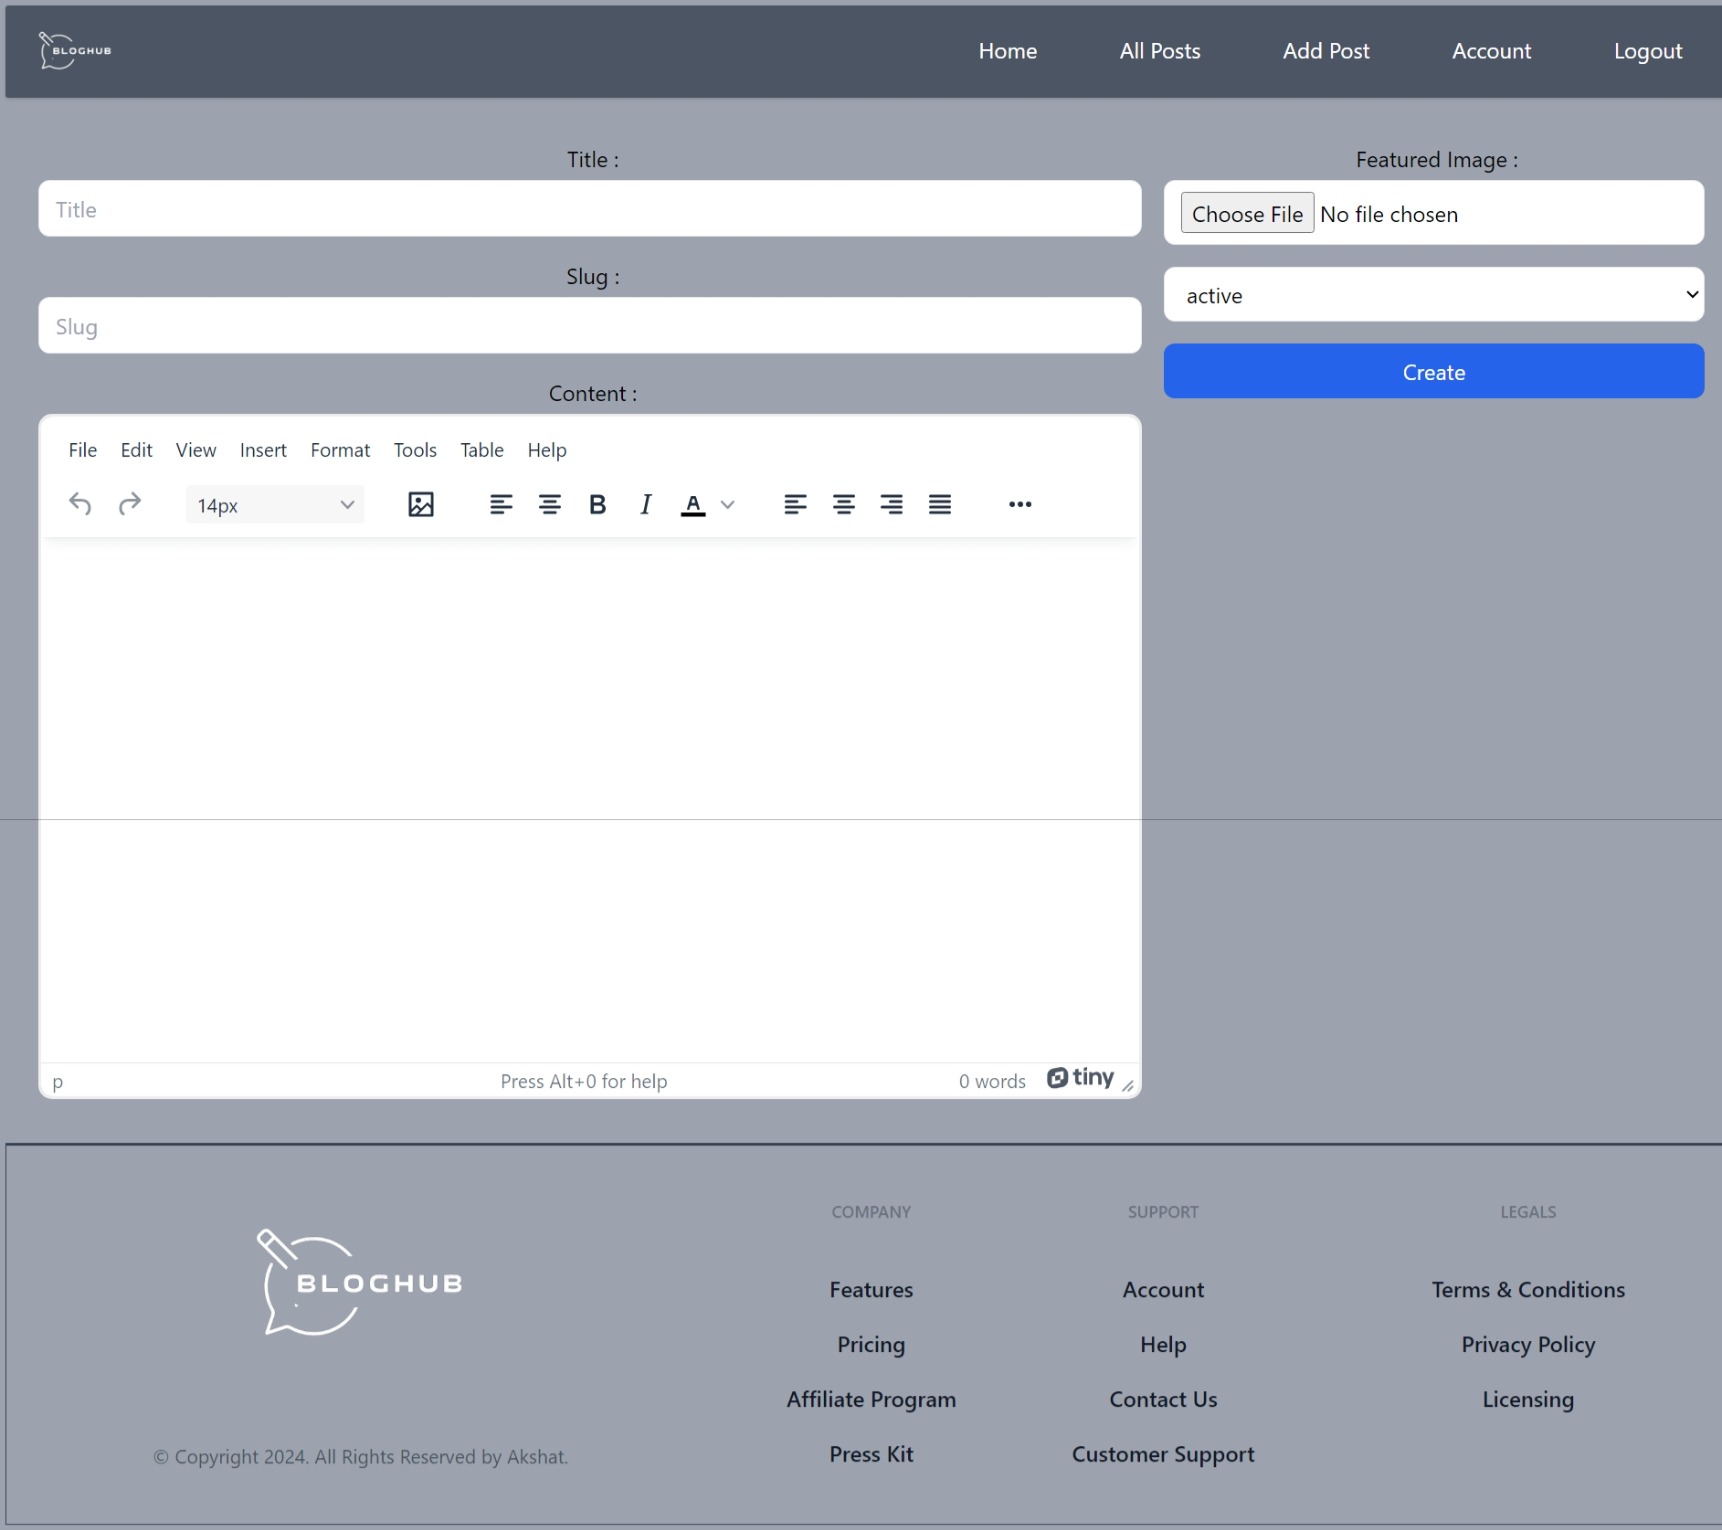 BLOGHUB
Home All Posts Add Post Account Logout
Title :
Title
Slug :
Slug
Content :
File Edit View Insert Format Tools Table Help
14px
B I A
p Press Alt+0 for help 0 words tiny
Featured Image :
Choose File No file chosen
active
Create
BLOGHUB
© Copyright 2024. All Rights Reserved by Akshat.
COMPANY
Features
Pricing
Affiliate Program
Press Kit
SUPPORT
Account
Help
Contact Us
Customer Support
LEGALS
Terms & Conditions
Privacy Policy
Licensing